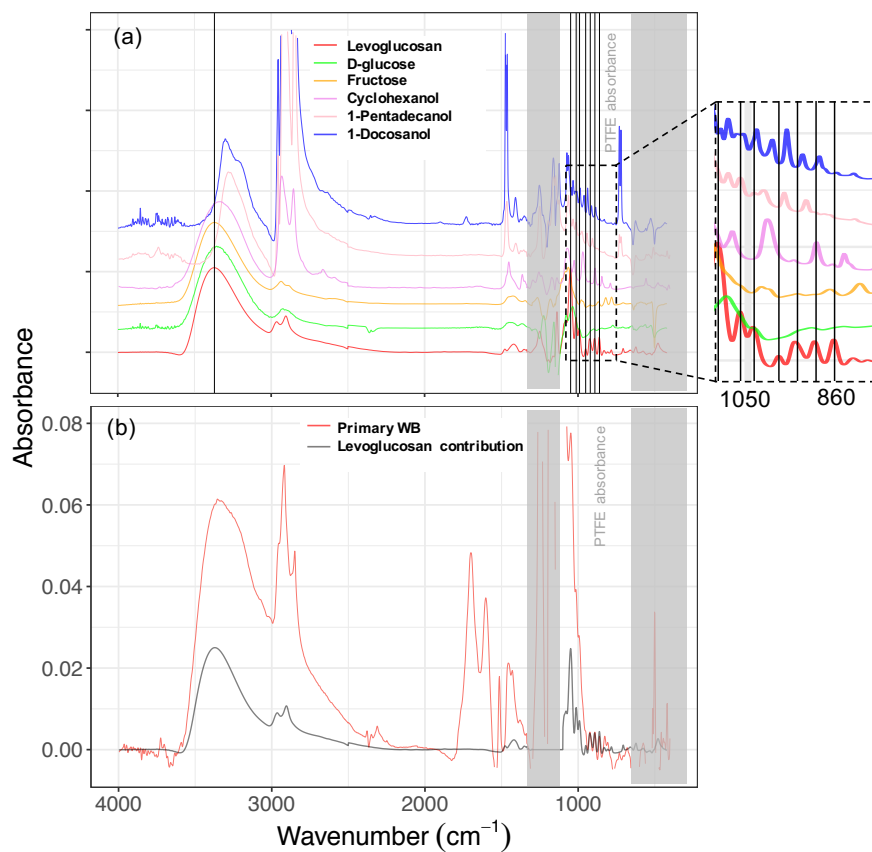 (a)
Levoglucosan
D-glucose
Fructose
Cyclohexanol
1-Pentadecanol
1-Docosanol
PTFE absorbance
1050 860
Absorbance
(b)
Primary WB
Levoglucosan contribution
PTFE absorbance
0.08
0.06
0.04
0.02
0.00
4000 3000 2000 1000
Wavenumber (cm⁻¹)